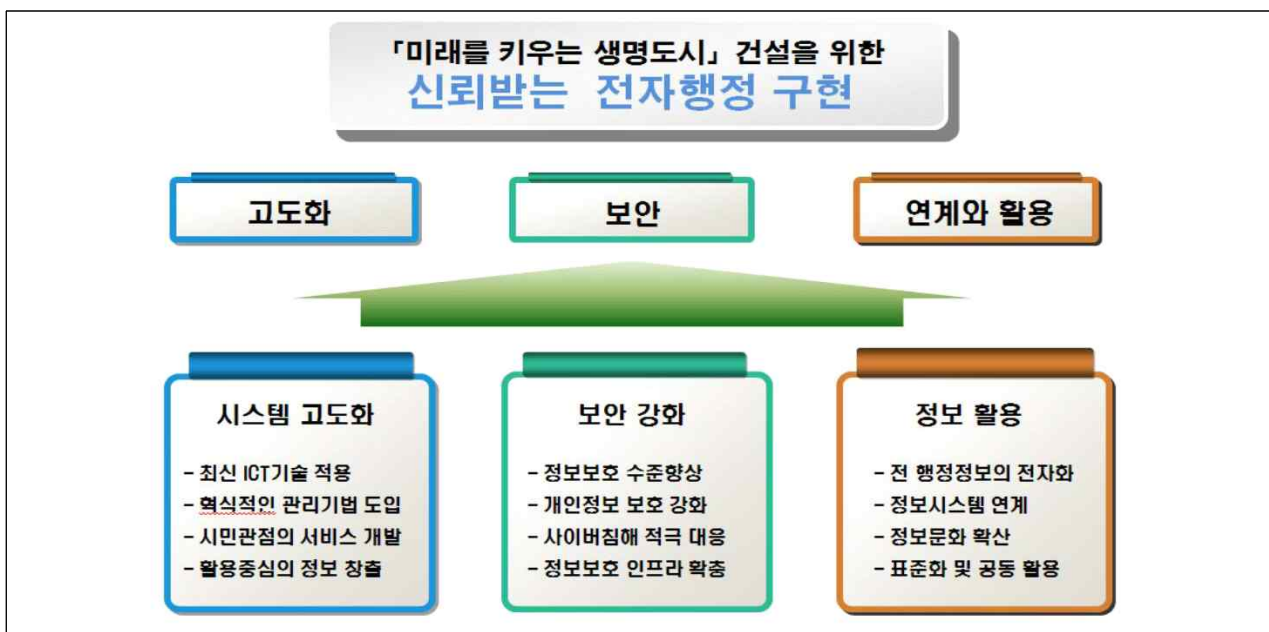 「미래를 키우는 생명도시」 건설을 위한
신뢰받는 전자행정 구현
고도화
보안
연계와 활용
시스템 고도화
- 최신 ICT기술 적용
- 혁식적인 관리기법 도입
- 시민관점의 서비스 개발
- 활용중심의 정보 창출
보안 강화
- 정보보호 수준향상
- 개인정보 보호 강화
- 사이버침해 적극 대응
- 정보보호 인프라 확충
정보 활용
- 전 행정정보의 전자화
- 정보시스템 연계
- 정보문화 확산
- 표준화 및 공동 활용